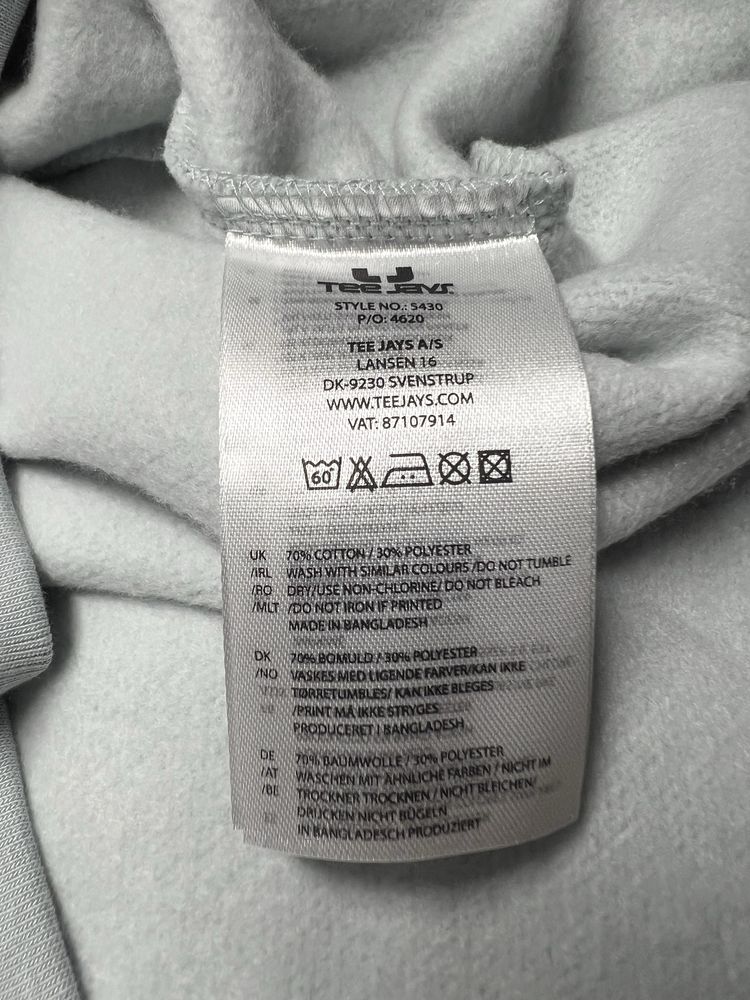 TEE JAYS
STYLE NO.: 5430
P/O: 4620
TEE JAYS A/S
LANSEN 16
DK-9230 SVENSTRUP
WWW.TEEJAYS.COM
VAT: 87107914
60
UK 70% COTTON / 30% POLYESTER
/IRL WASH WITH SIMILAR COLOURS /DO NOT TUMBLE
/RO DRY/USE NON-CHLORINE/ DO NOT BLEACH
/MLT /DO NOT IRON IF PRINTED
MADE IN BANGLADESH
DK 70% BOMULD / 30% POLYESTER
/NO VASKES MED LIGENDE FARVER/KAN IKKE
TØRRETUMBLES/ KAN IKKE BLEGES
/PRINT MÅ IKKE STRYGES
PRODUCERET I BANGLADESH
DE 70% BAUMWOLLE / 30% POLYESTER
/AT WASCHEN MIT ÄHNLICHE FARBEN / NICHT IM
/BE TROCKNER TROCKNEN / NICHT BLEICHEN/
DRUCKEN NICHT BÜGELN
IN BANGLADESCH PRODUZIERT